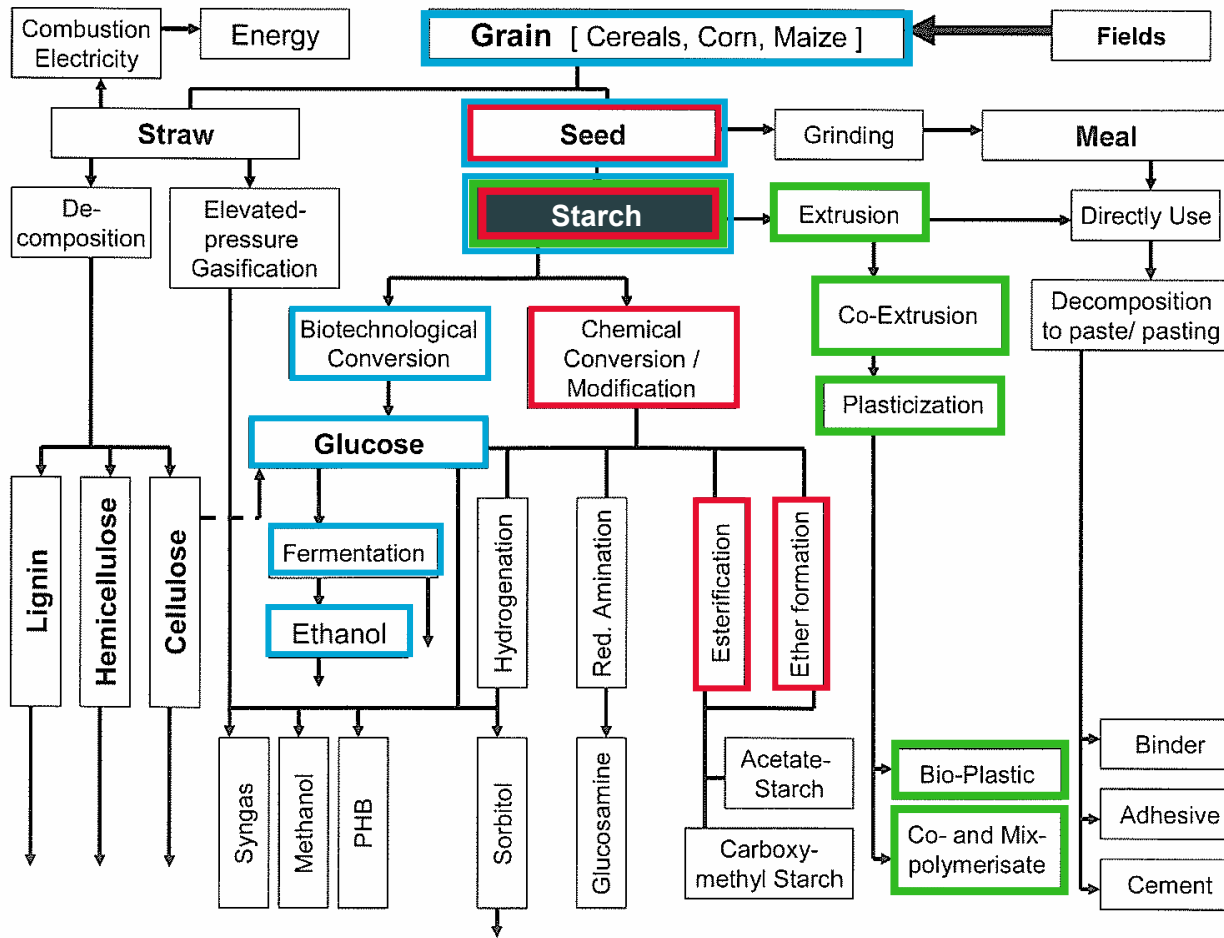 Combustion
Electricity
Energy
Grain [ Cereals, Corn, Maize ]
Fields
Straw
Seed
Grinding
Meal
De-
composition
Elevated-
pressure
Gasification
Starch
Extrusion
Directly Use
Biotechnological
Conversion
Chemical
Conversion /
Modification
Co-Extrusion
Decomposition
to paste/ pasting
Plasticization
Glucose
Lignin
Hemicellulose
Cellulose
Fermentation
Ethanol
Hydrogenation
Red. Amination
Esterification
Ether formation
Syngas
Methanol
PHB
Sorbitol
Glucosamine
Acetate-
Starch
Carboxy-
methyl Starch
Bio-Plastic
Co- and Mix-
polymerisate
Binder
Adhesive
Cement